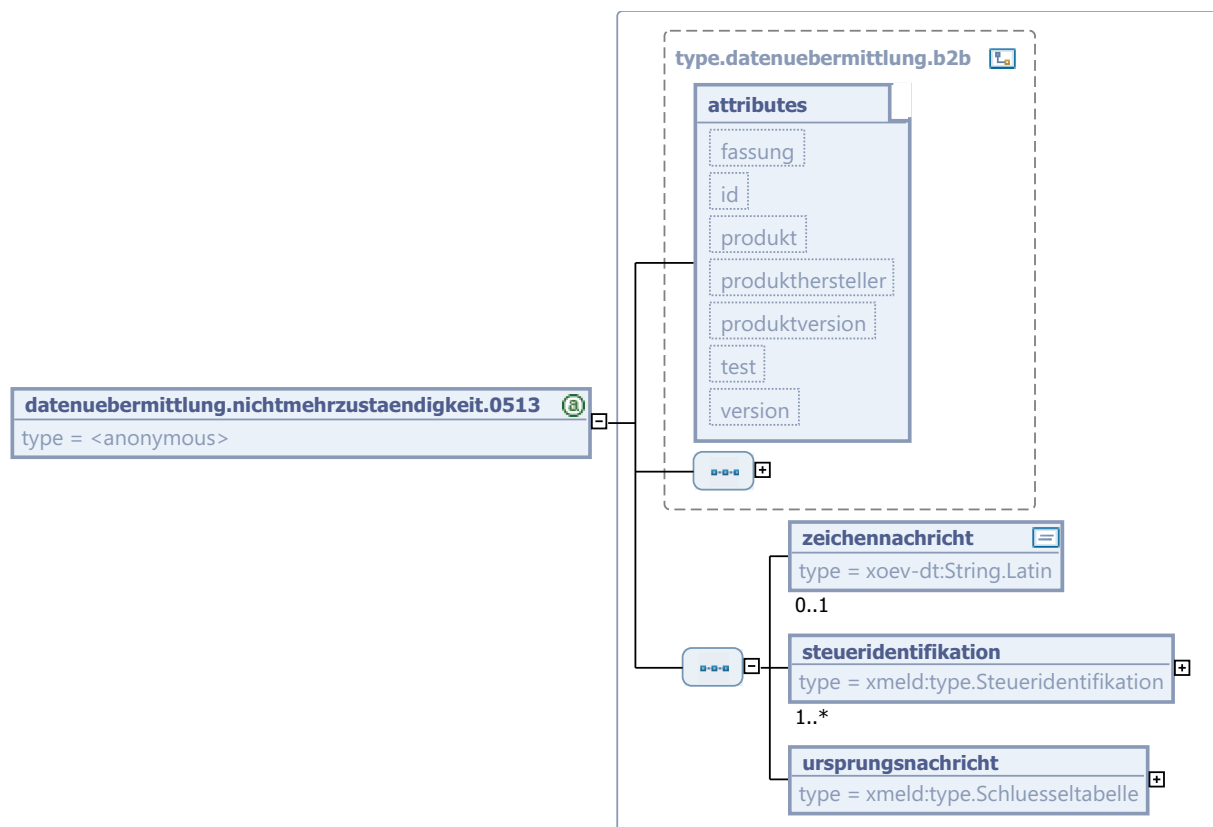 type.datenuebermittlung.b2b
attributes
fassung
id
produkt
produkthersteller
produktversion
test
version
datenuebermittlung.nichtmehrzustaendigkeit.0513 @
type = <anonymous>
zeichennachricht
type = xoev-dt:String.Latin
0..1
steueridentifikation
type = xmeld:type.Steueridentifikation
1..*
ursprungsnachricht
type = xmeld:type.Schluesseltabelle